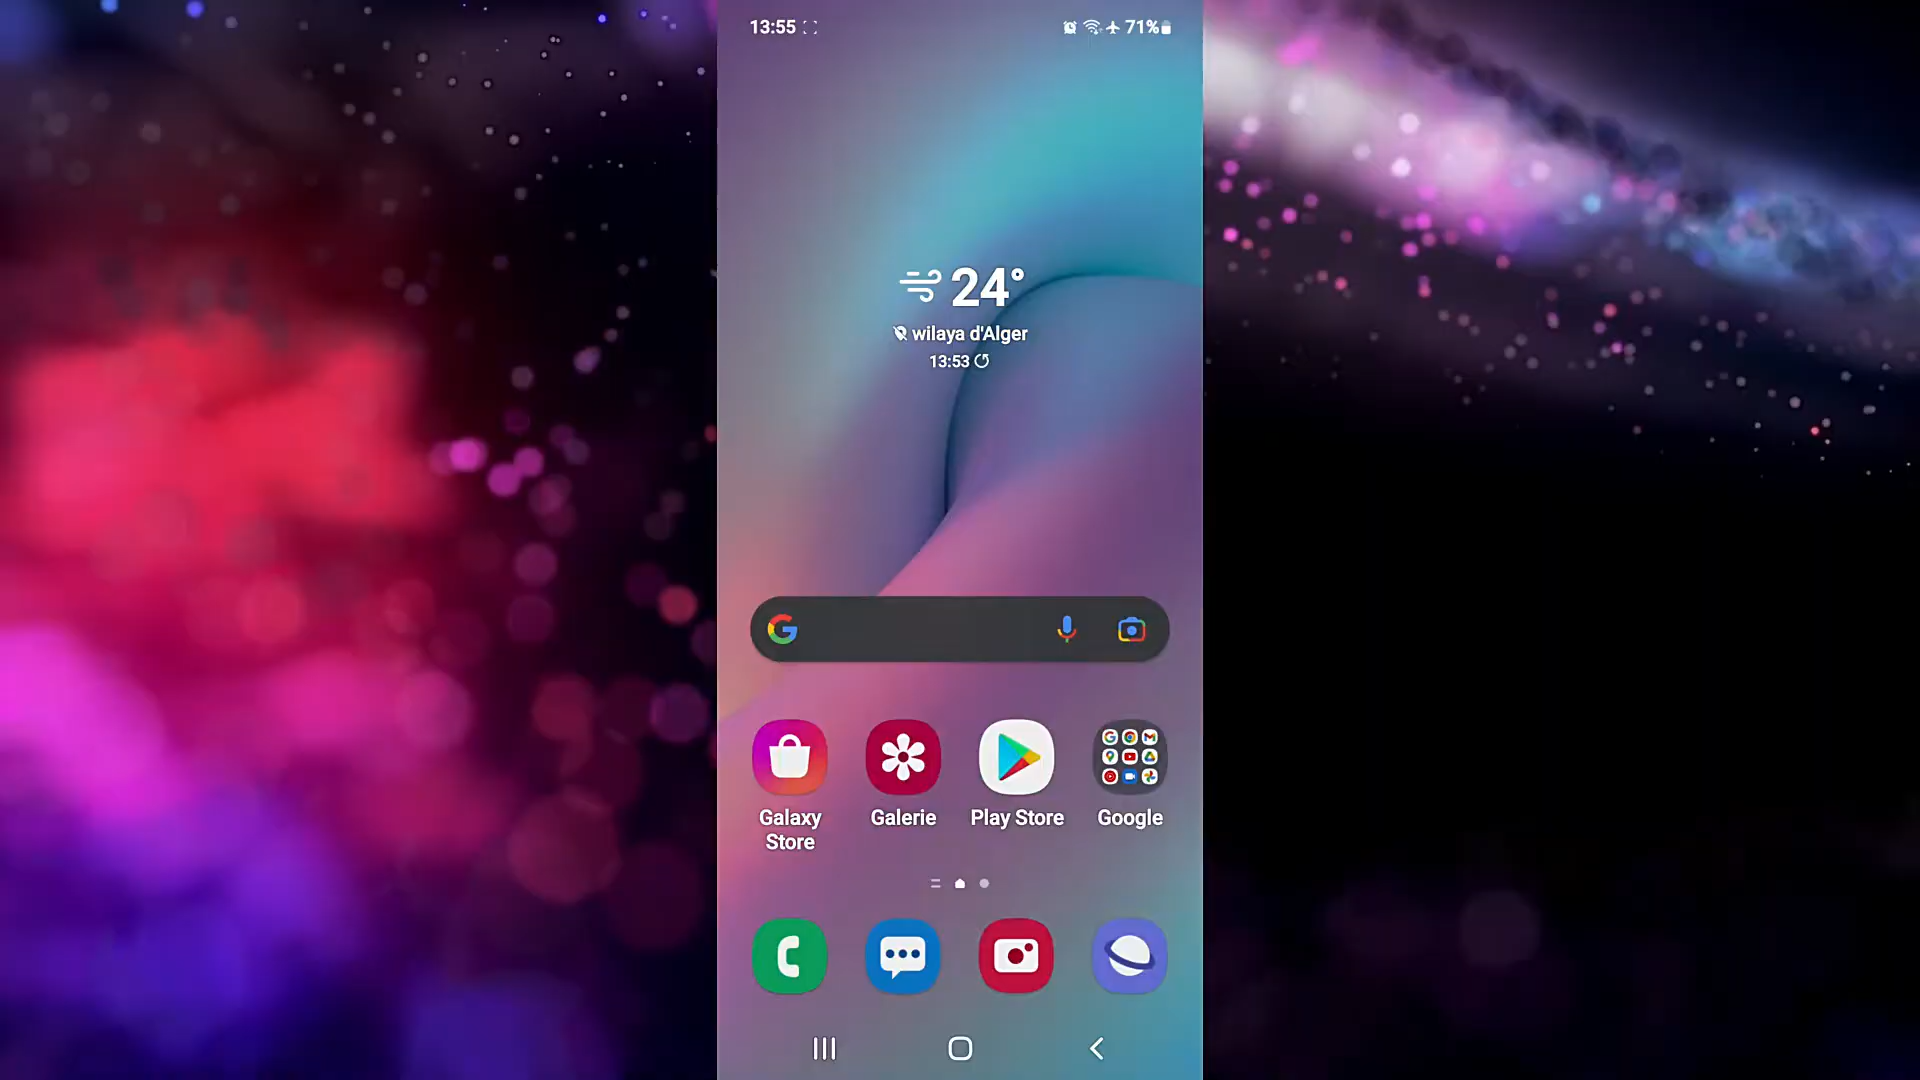 13:55
71%
24°
wilaya d'Alger
13:53
Galaxy
Store
Galerie
Play Store
Google